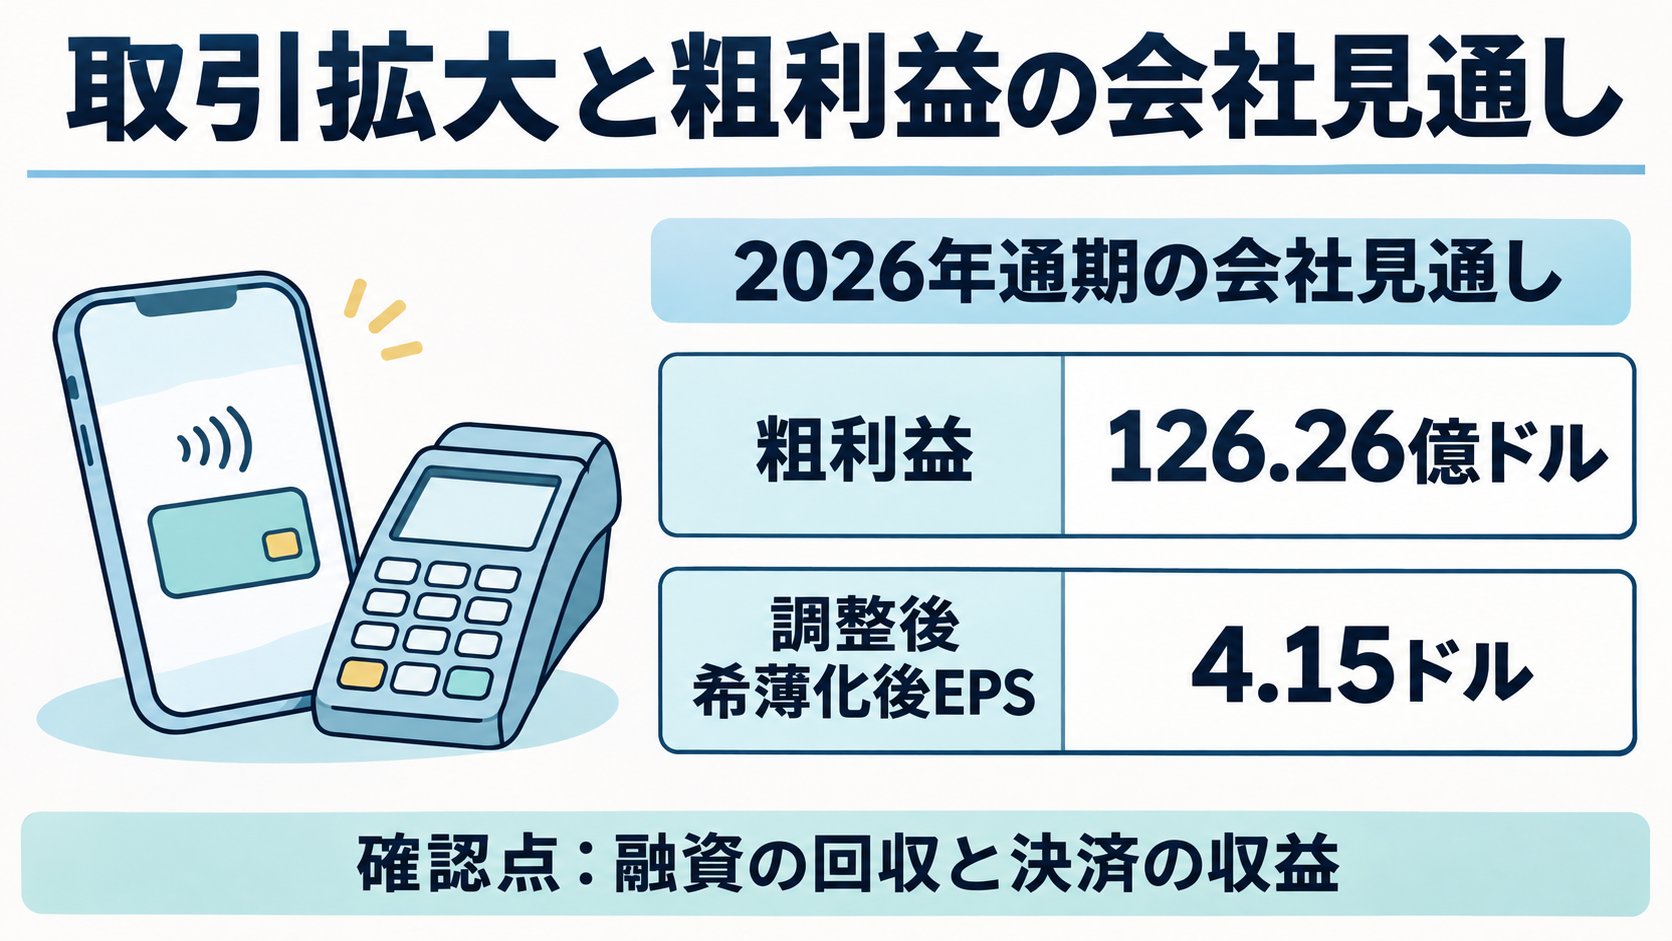 取引拡大と粗利益の会社見通し
2026年通期の会社見通し
粗利益
126.26億ドル
調整後
希薄化後EPS
4.15ドル
確認点：融資の回収と決済の収益